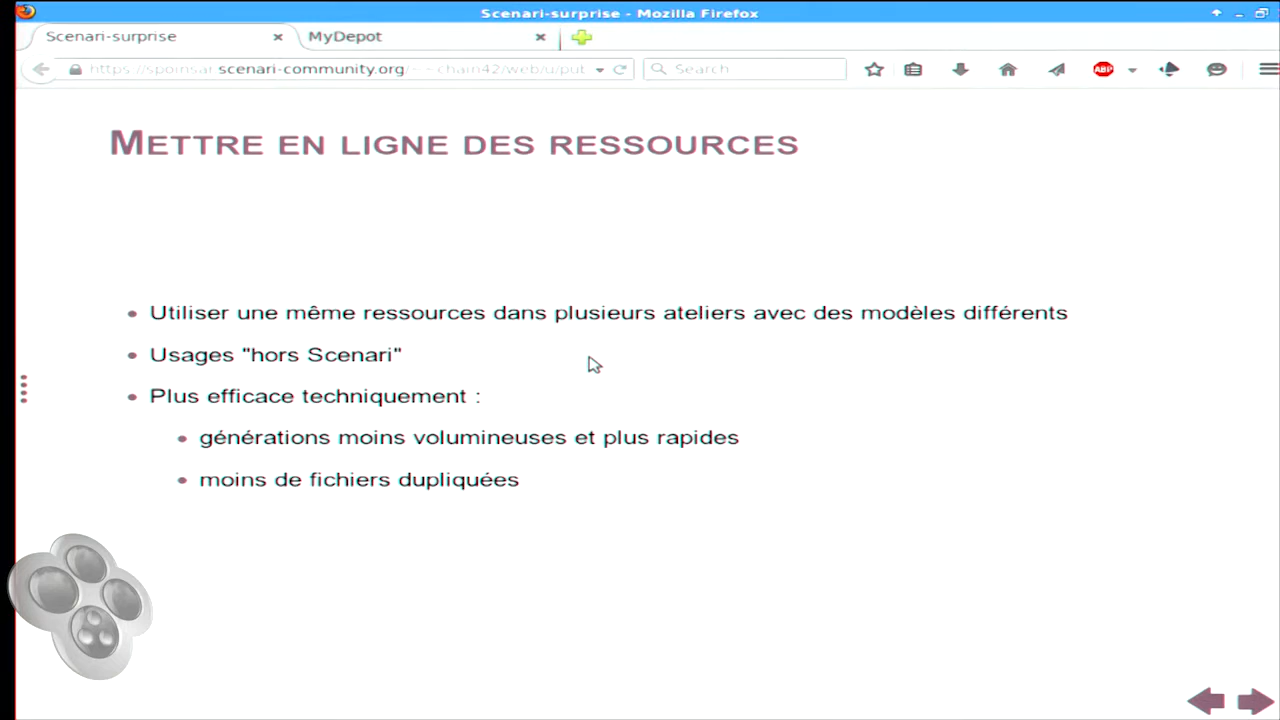 Scenari-surprise - Mozilla Firefox
Scenari-surprise
MyDepot
scenari-community.org
Search
ABP
METTRE EN LIGNE DES RESSOURCES
Utiliser une même ressources dans plusieurs ateliers avec des modèles différents
Usages "hors Scenari"
Plus efficace techniquement :
générations moins volumineuses et plus rapides
moins de fichiers dupliquées